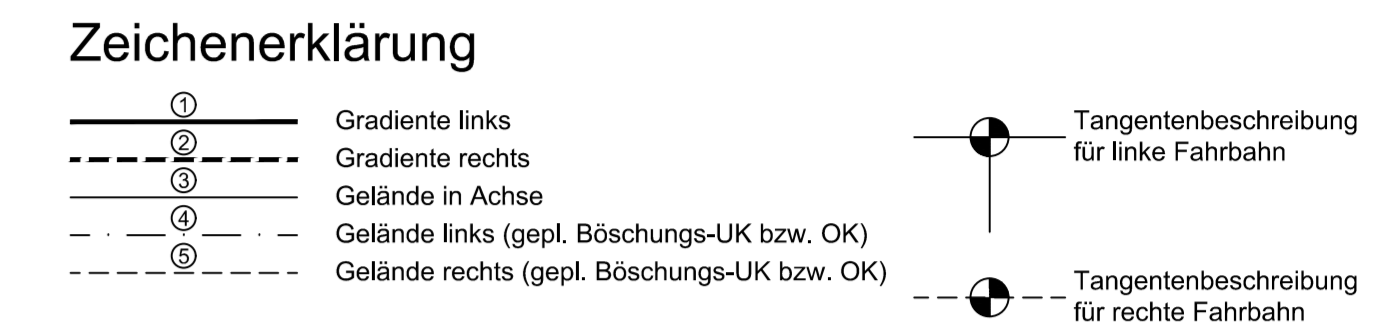 Zeichenerklärung
① Gradiente links
② Gradiente rechts
③ Gelände in Achse
④ Gelände links (gepl. Böschungs-UK bzw. OK)
⑤ Gelände rechts (gepl. Böschungs-UK bzw. OK)
Tangentenbeschreibung
für linke Fahrbahn
Tangentenbeschreibung
für rechte Fahrbahn